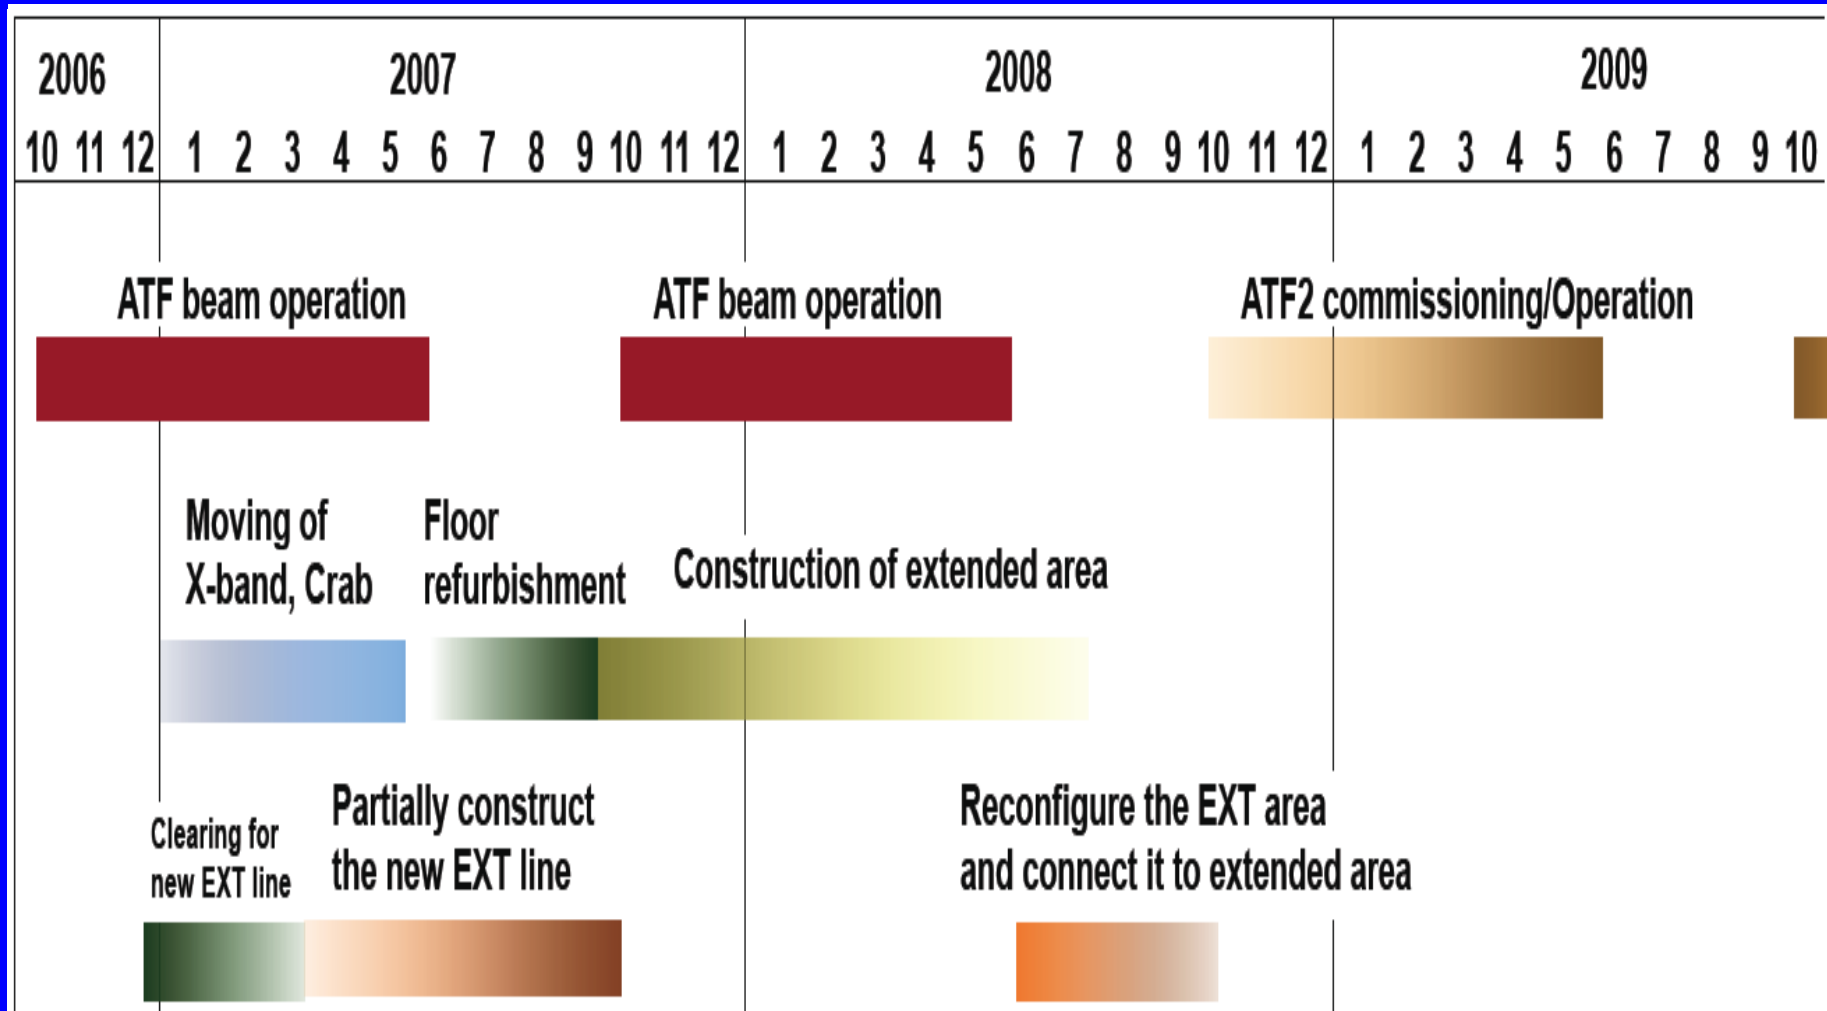 2006 2007 2008 2009
10 11 12 1 2 3 4 5 6 7 8 9 10 11 12 1 2 3 4 5 6 7 8 9 10 11 12 1 2 3 4 5 6 7 8 9 10
ATF beam operation ATF beam operation ATF2 commissioning/Operation
Moving of
X-band, Crab
Floor
refurbishment
Construction of extended area
Clearing for
new EXT line
Partially construct
the new EXT line
Reconfigure the EXT area
and connect it to extended area